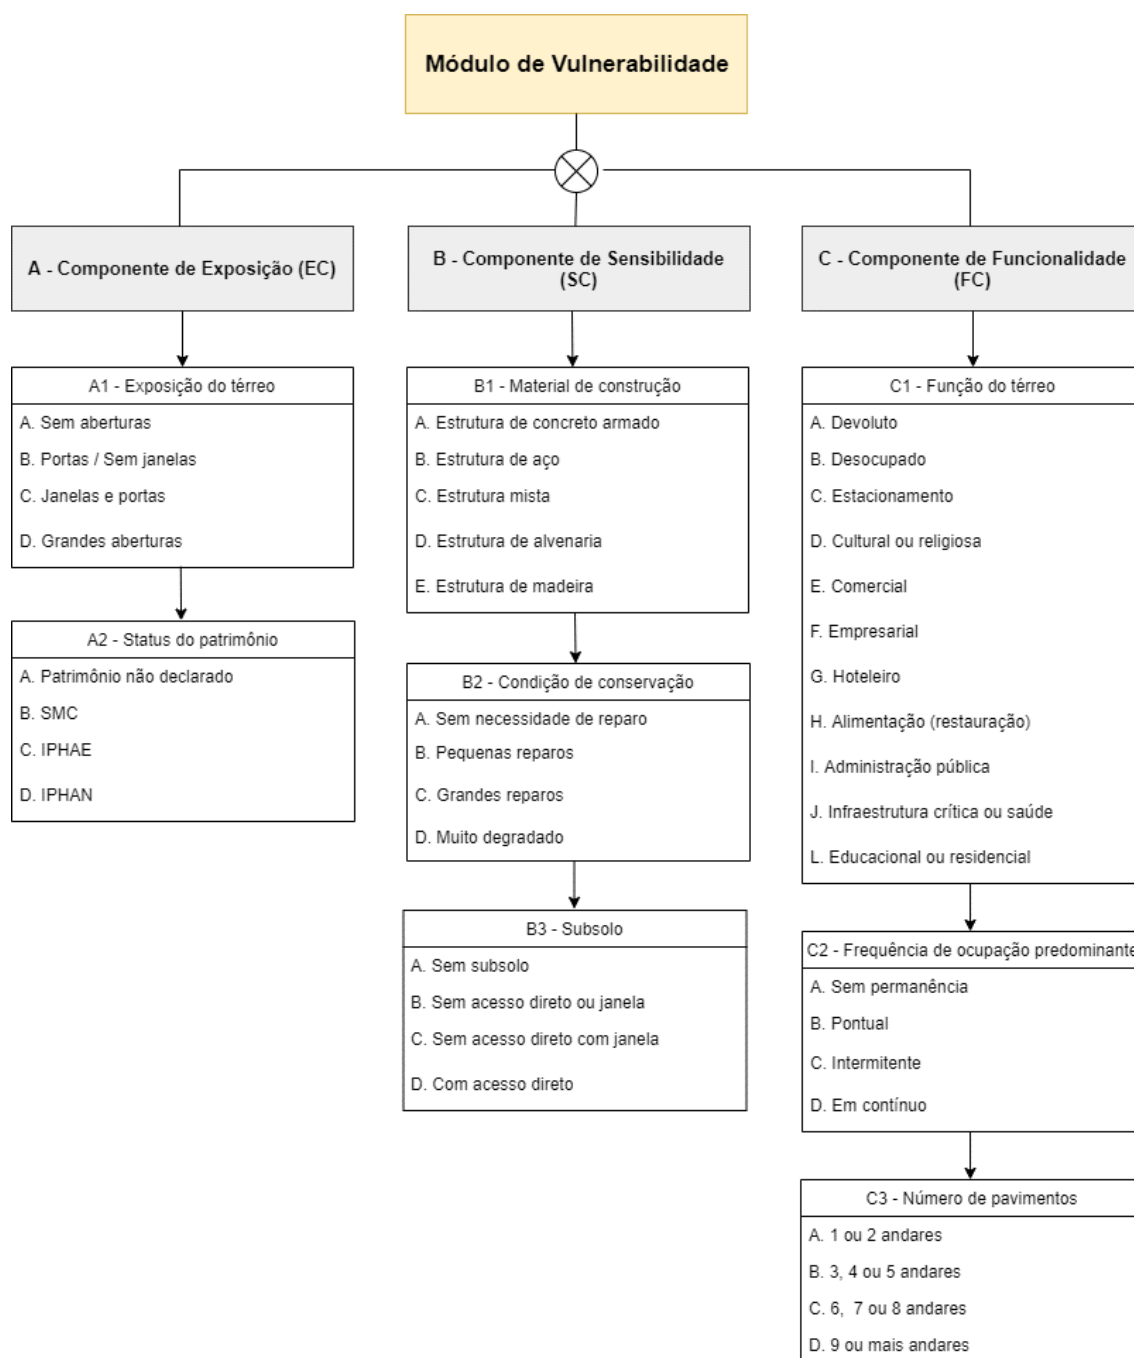 Módulo de Vulnerabilidade
A - Componente de Exposição (EC)
A1 - Exposição do térreo
A. Sem aberturas
B. Portas / Sem janelas
C. Janelas e portas
D. Grandes aberturas
A2 - Status do patrimônio
A. Patrimônio não declarado
B. SMC
C. IPHAE
D. IPHAN
B - Componente de Sensibilidade
(SC)
B1 - Material de construção
A. Estrutura de concreto armado
B. Estrutura de aço
C. Estrutura mista
D. Estrutura de alvenaria
E. Estrutura de madeira
B2 - Condição de conservação
A. Sem necessidade de reparo
B. Pequenas reparos
C. Grandes reparos
D. Muito degradado
B3 - Subsolo
A. Sem subsolo
B. Sem acesso direto ou janela
C. Sem acesso direto com janela
D. Com acesso direto
C - Componente de Funcionalidade
(FC)
C1 - Função do térreo
A. Devoluto
B. Desocupado
C. Estacionamento
D. Cultural ou religiosa
E. Comercial
F. Empresarial
G. Hoteleiro
H. Alimentação (restauração)
I. Administração pública
J. Infraestrutura crítica ou saúde
L. Educacional ou residencial
C2 - Frequência de ocupação predominante
A. Sem permanência
B. Pontual
C. Intermitente
D. Em contínuo
C3 - Número de pavimentos
A. 1 ou 2 andares
B. 3, 4 ou 5 andares
C. 6, 7 ou 8 andares
D. 9 ou mais andares